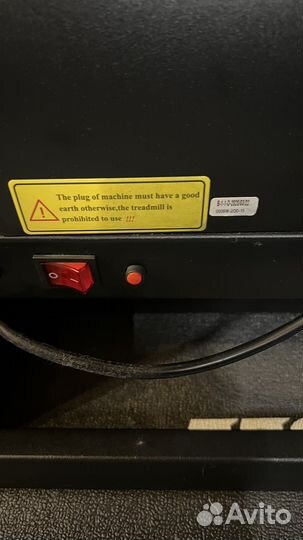 The plug of machine must have a good
earth otherwise,the treadmill is
prohibited to use !!!
Avito